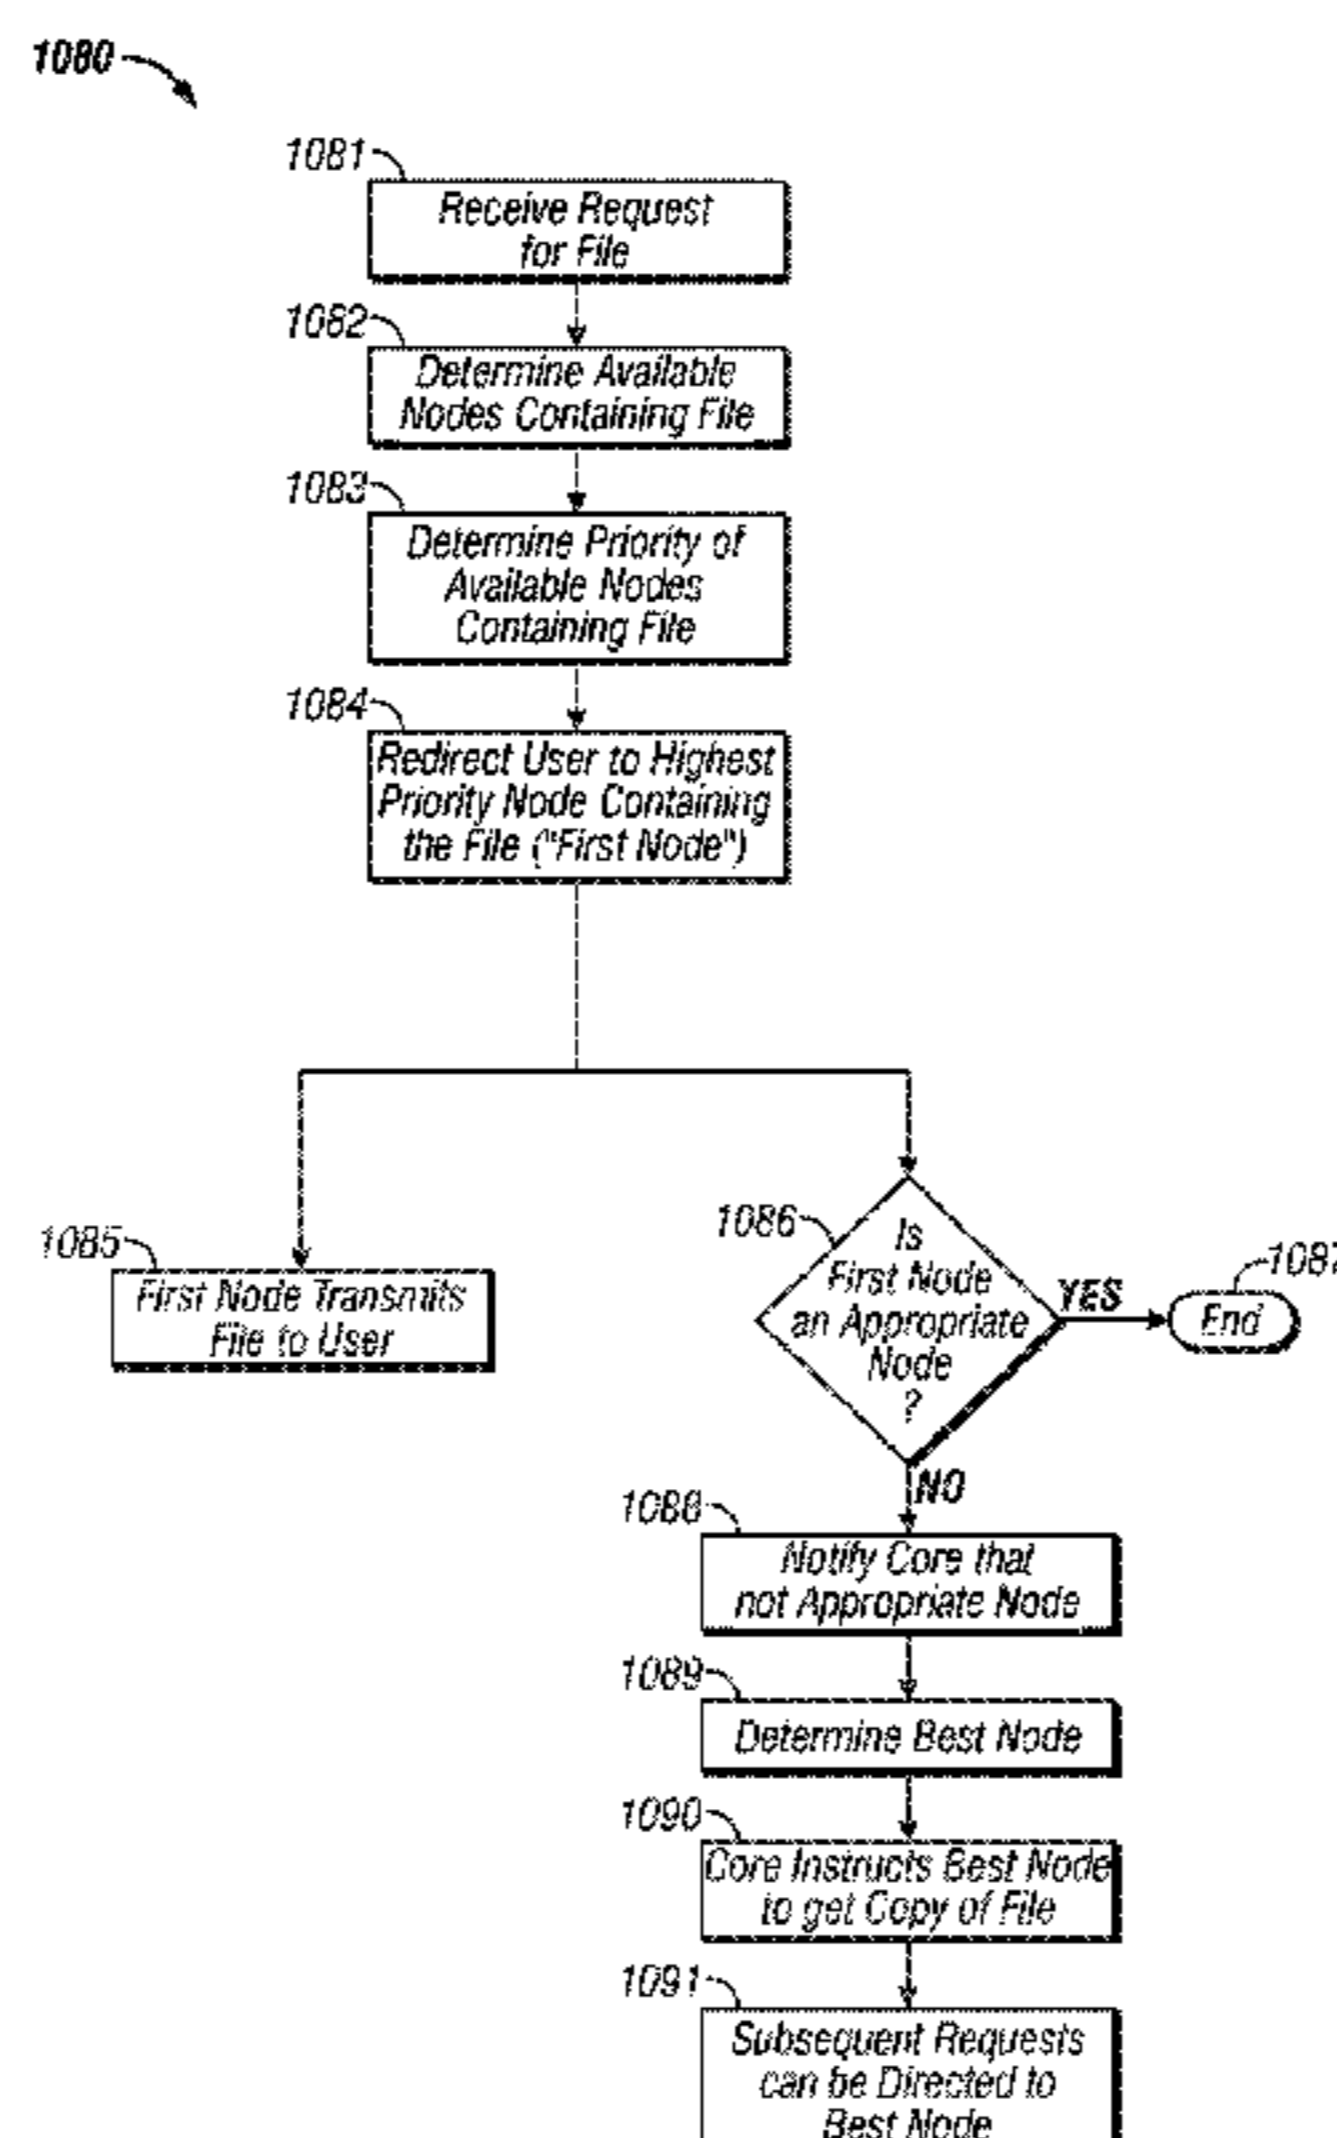 1080
1081
Receive Request
for File
1082
Determine Available
Nodes Containing File
1083
Determine Priority of
Available Nodes
Containing File
1084
Redirect User to Highest
Priority Node Containing
the File ("First Node")
1085
First Node Transmits
File to User
1086
Is
First Node
an Appropriate
Node
?
YES
1087
End
NO
1088
Notify Core that
not Appropriate Node
1089
Determine Best Node
1090
Core Instructs Best Node
to get Copy of File
1091
Subsequent Requests
can be Directed to
Best Node